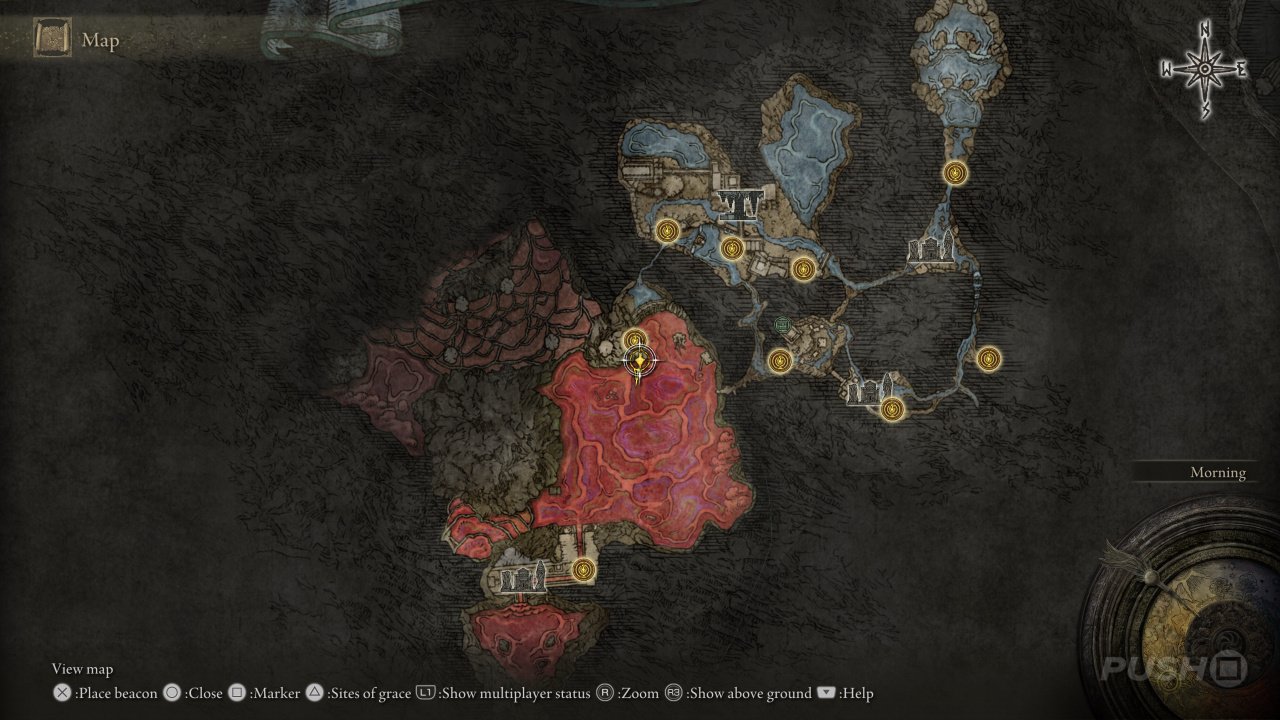 Map
N
W E
S
Morning
View map
:Place beacon :Close :Marker :Sites of grace L1 :Show multiplayer status R :Zoom R3 :Show above ground :Help
PUSH